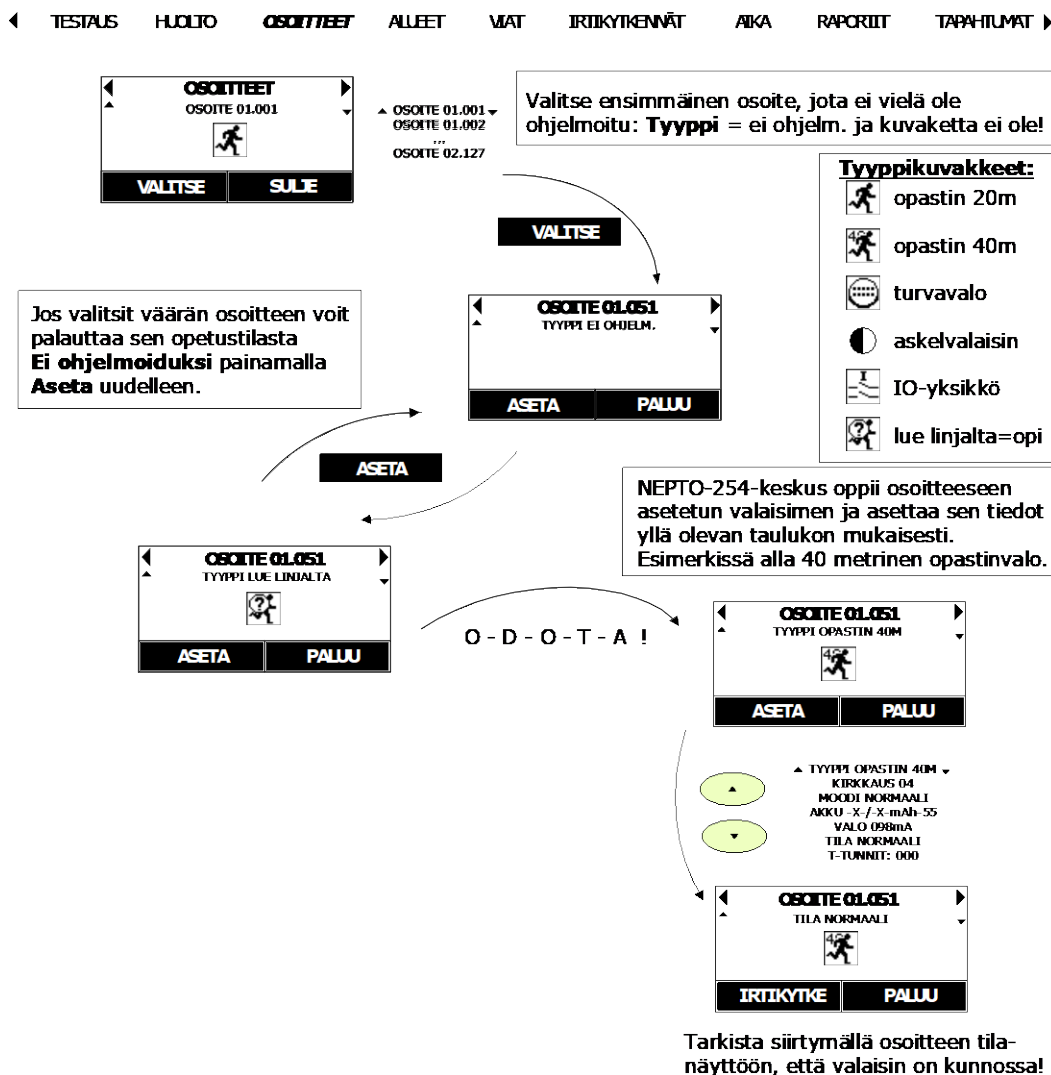 TESTAUS HUOLTO OSOITTEET ALUEET VIAT IRTIKYTKENNÄT AIKA RAPORTIT TAPAHTUMAT
OSOITTEET
OSOITE 01.001
VALITSE SULJE
OSOITE 01.001
OSOITE 01.002
...
OSOITE 02.127
Valitse ensimmäinen osoite, jota ei vielä ole
ohjelmoitu: Tyyppi = ei ohjelm. ja kuvaketta ei ole!
Tyyppikuvakkeet:
opastin 20m
40
opastin 40m
turvavalo
askelvalaisin
I
IO-yksikkö
?
lue linjalta=opi
VALITSE
OSOITE 01.051
TYYPPI EI OHJELM.
ASETA PALUU
Jos valitsit väärän osoitteen voit
palauttaa sen opetustilasta
Ei ohjelmoiduksi painamalla
Aseta uudelleen.
ASETA
NEPTO-254-keskus oppii osoitteeseen
asetetun valaisimen ja asettaa sen tiedot
yllä olevan taulukon mukaisesti.
Esimerkissä alla 40 metrinen opastinvalo.
OSOITE 01.051
TYYPPI LUE LINJALTA
?
ASETA PALUU
O - D - O - T - A !
OSOITE 01.051
TYYPPI OPASTIN 40M
40
ASETA PALUU
TYYPPI OPASTIN 40M
KIRKKAUS 04
MOODI NORMAALI
AKKU -X-/-X-mAh-55
VALO 098mA
TILA NORMAALI
T-TUNNIT: 000
OSOITE 01.051
TILA NORMAALI
40
IRTIKYTKE PALUU
Tarkista siirtymällä osoitteen tila-
näyttöön, että valaisin on kunnossa!